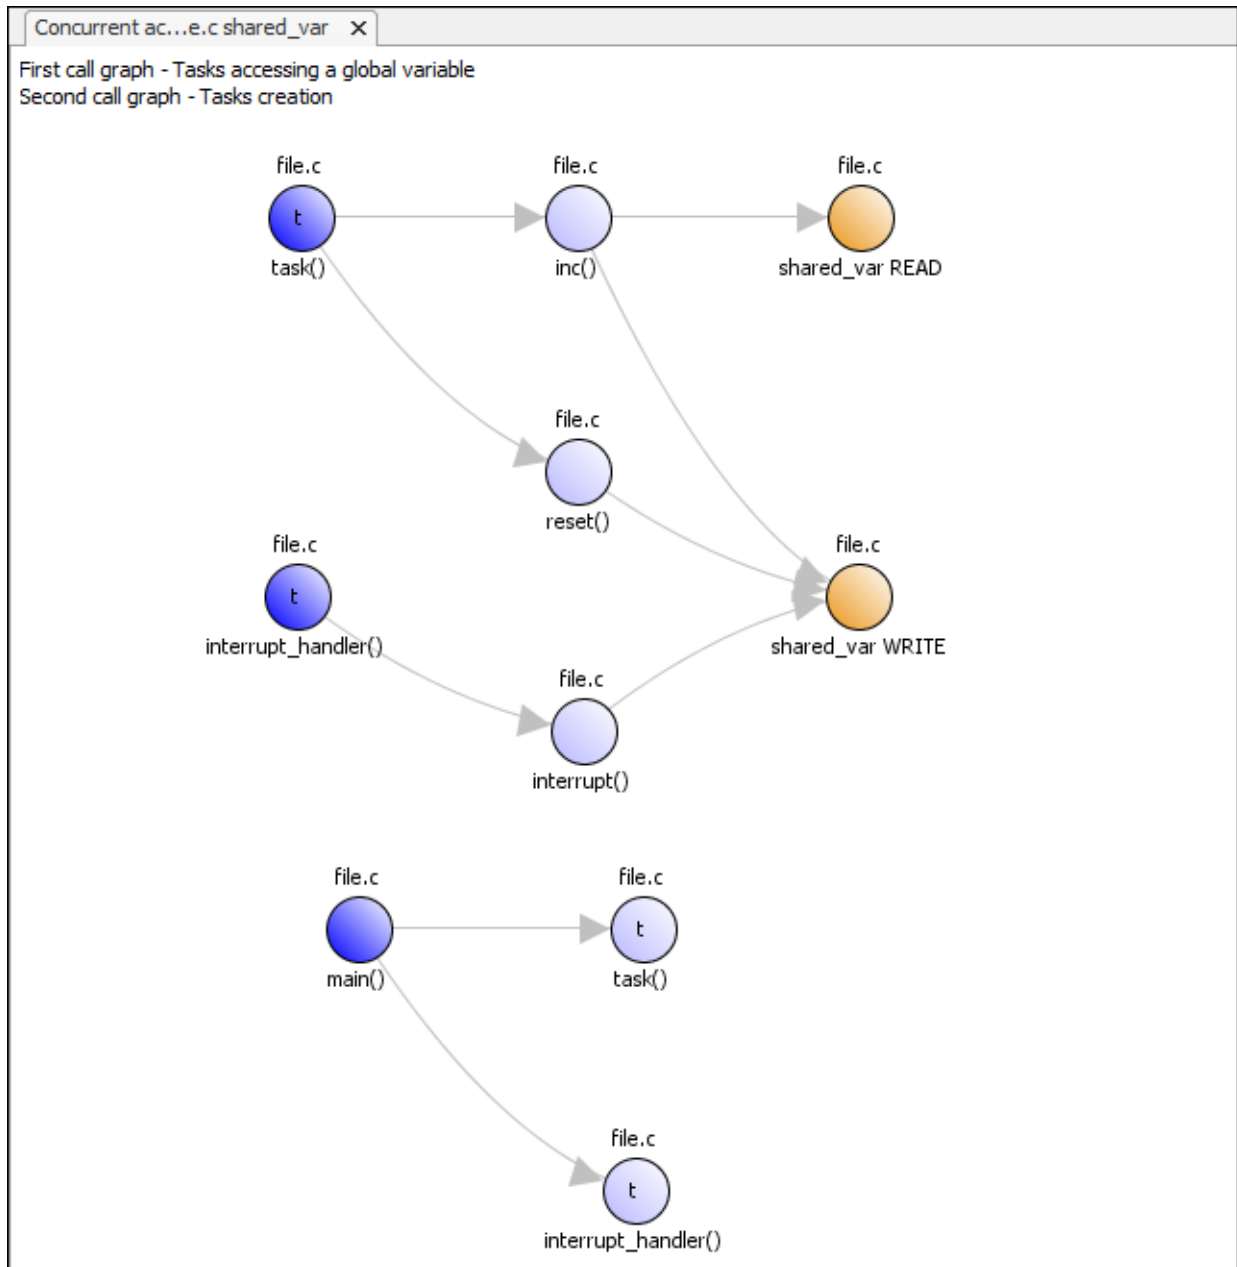 Concurrent ac...e.c shared_var X
First call graph - Tasks accessing a global variable
Second call graph - Tasks creation
file.c
file.c
file.c
t
task()
inc()
shared_var READ
file.c
reset()
file.c
file.c
t
interrupt_handler()
shared_var WRITE
file.c
interrupt()
file.c
file.c
t
main()
task()
file.c
t
interrupt_handler()